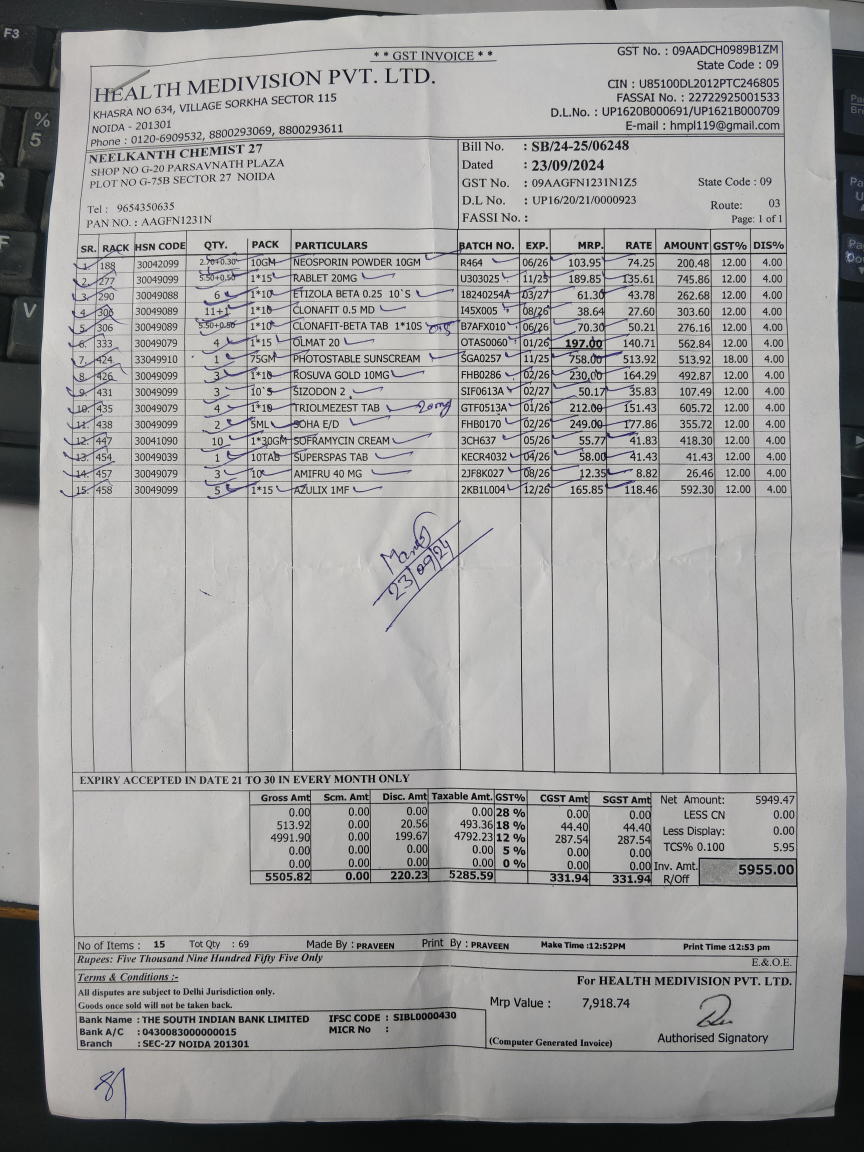 F3
%
5
R
F
V
* * GST INVOICE * *
GST No. : 09AADCH0989B1ZM
State Code : 09
HEALTH MEDIVISION PVT. LTD.
CIN : U85100DL2012PTC246805
KHASRA NO 634, VILLAGE SORKHA SECTOR 115
FASSAI No. : 22722925001533
NOIDA - 201301
D.L.No. : UP1620B000691/UP1621B000709
Phone : 0120-6909532, 8800293069, 8800293611
E-mail : hmpl119@gmail.com
NEELKANTH CHEMIST 27
SHOP NO G-20 PARSAVNATH PLAZA
PLOT NO G-75B SECTOR 27 NOIDA
Tel : 9654350635
PAN NO. : AAGFN1231N
Bill No. : SB/24-25/06248
Dated : 23/09/2024
GST No. : 09AAGFN1231N1Z5 State Code : 09
D.L No. : UP16/20/21/0000923 Route: 03
FASSI No. : Page: 1 of 1
SR. RACK HSN CODE QTY. PACK PARTICULARS BATCH NO. EXP. MRP. RATE AMOUNT GST% DIS%
1. 188 30042099 2.70+0.30 10GM NEOSPORIN POWDER 10GM R464 06/26 103.95 74.25 200.48 12.00 4.00
2. 277 30049099 5.50+0.50 1*15 RABLET 20MG U303025 11/25 189.85 135.61 745.86 12.00 4.00
3. 290 30049088 6 1*10 ETIZOLA BETA 0.25 10`S 18240254A 03/27 61.30 43.78 262.68 12.00 4.00
4. 306 30049089 11+1 1*10 CLONAFIT 0.5 MD I45X005 08/26 38.64 27.60 303.60 12.00 4.00
5. 306 30049089 5.50+0.50 1*10 CLONAFIT-BETA TAB 1*10S B7AFX010 06/26 70.30 50.21 276.16 12.00 4.00
6. 333 30049079 4 1*15 OLMAT 20 OTAS0060 01/26 197.00 140.71 562.84 12.00 4.00
7. 424 33049910 1 75GM PHOTOSTABLE SUNSCREAM SGA0257 11/25 758.00 513.92 513.92 18.00 4.00
8. 426 30049099 3 1*10 ROSUVA GOLD 10MG FHB0286 02/26 230.00 164.29 492.87 12.00 4.00
9. 431 30049099 3 10`S SIZODON 2 SIF0613A 02/27 50.17 35.83 107.49 12.00 4.00
10. 435 30049079 4 1*10 TRIOLMEZEST TAB 20mg GTF0513A 01/26 212.00 151.43 605.72 12.00 4.00
11. 438 30049099 2 5ML SOHA E/D FHB0170 02/26 249.00 177.86 355.72 12.00 4.00
12. 447 30041090 10 1*30GM SOFRAMYCIN CREAM 3CH637 05/26 55.77 41.83 418.30 12.00 4.00
13. 454 30049039 1 10TAB SUPERSPAS TAB KECR4032 04/26 58.00 41.43 41.43 12.00 4.00
14. 457 30049079 3 10 AMIFRU 40 MG 2JF8K027 08/26 12.35 8.82 26.46 12.00 4.00
15. 458 30049099 5 1*15 AZULIX 1MF 2KB1L004 12/26 165.85 118.46 592.30 12.00 4.00
23/09/24
EXPIRY ACCEPTED IN DATE 21 TO 30 IN EVERY MONTH ONLY
Gross Amt Scm. Amt Disc. Amt Taxable Amt. GST% CGST Amt SGST Amt
0.00 0.00 0.00 0.00 28 % 0.00 0.00
513.92 0.00 20.56 493.36 18 % 44.40 44.40
4991.90 0.00 199.67 4792.23 12 % 287.54 287.54
0.00 0.00 0.00 0.00 5 % 0.00 0.00
0.00 0.00 0.00 0.00 0 % 0.00 0.00
5505.82 0.00 220.23 5285.59 331.94 331.94
Net Amount: 5949.47
LESS CN 0.00
Less Display: 0.00
TCS% 0.100 5.95
Inv. Amt. 5955.00
R/Off
No of Items : 15 Tot Qty : 69 Made By : PRAVEEN Print By : PRAVEEN Make Time :12:52PM Print Time :12:53 pm
Rupees: Five Thousand Nine Hundred Fifty Five Only E.&O.E.
Terms & Conditions :-
All disputes are subject to Delhi Jurisdiction only.
Goods once sold will not be taken back.
For HEALTH MEDIVISION PVT. LTD.
Mrp Value : 7,918.74
Bank Name : THE SOUTH INDIAN BANK LIMITED IFSC CODE : SIBL0000430
Bank A/C : 0430083000000015 MICR No :
Branch : SEC-27 NOIDA 201301
(Computer Generated Invoice)
Authorised Signatory